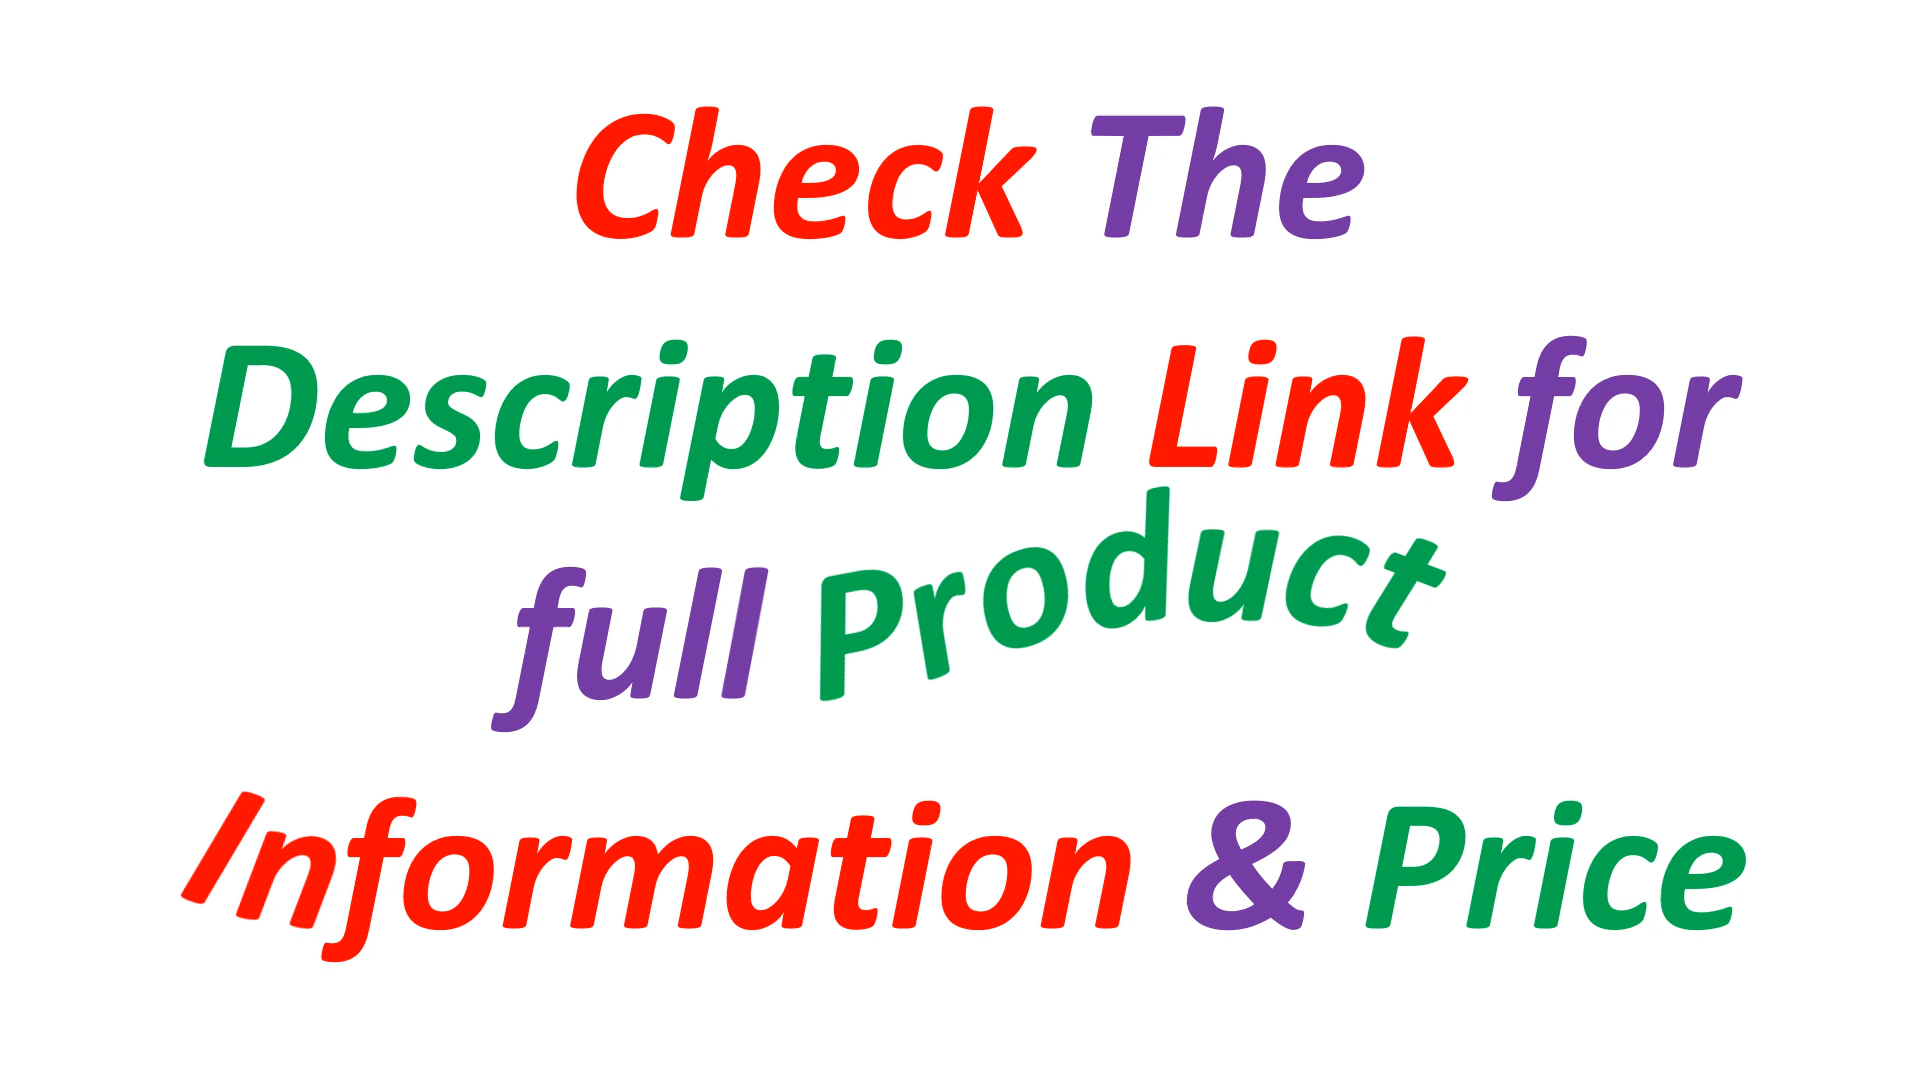 Check The
Description Link for
full Product
Information & Price